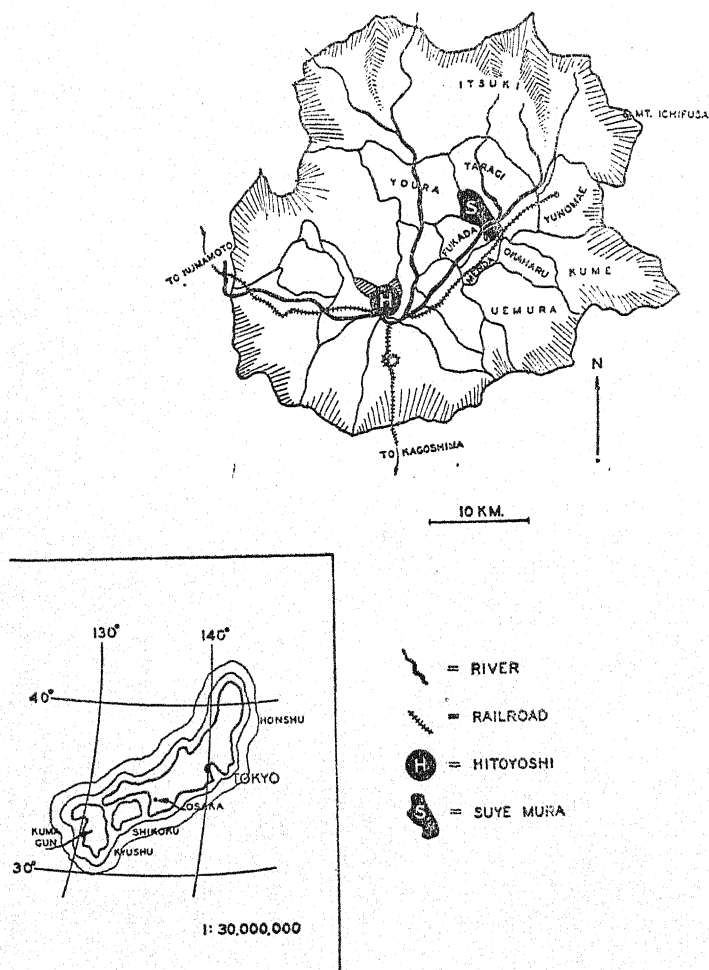 ITSUKI
MT. ICHIFUSA
YOURA
TARAGI
S
YUNOMAE
FUKADA
MENDA
OKAHARU
KUME
TO KUMAMOTO
H
UEMURA
N
TO KAGOSHIMA
10 KM.
130°
140°
40°
HONSHU
TOKYO
OSAKA
KUMA
GUN
SHIKOKU
KYUSHU
30°
1: 30,000,000
= RIVER
= RAILROAD
H = HITOYOSHI
S = SUYE MURA